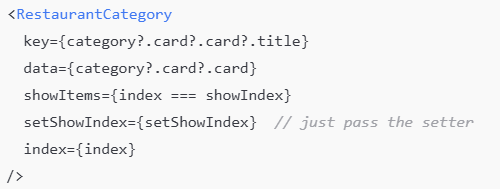 <RestaurantCategory
  key={category?.card?.card?.title}
  data={category?.card?.card}
  showItems={index === showIndex}
  setShowIndex={setShowIndex}  // just pass the setter
  index={index}
/>